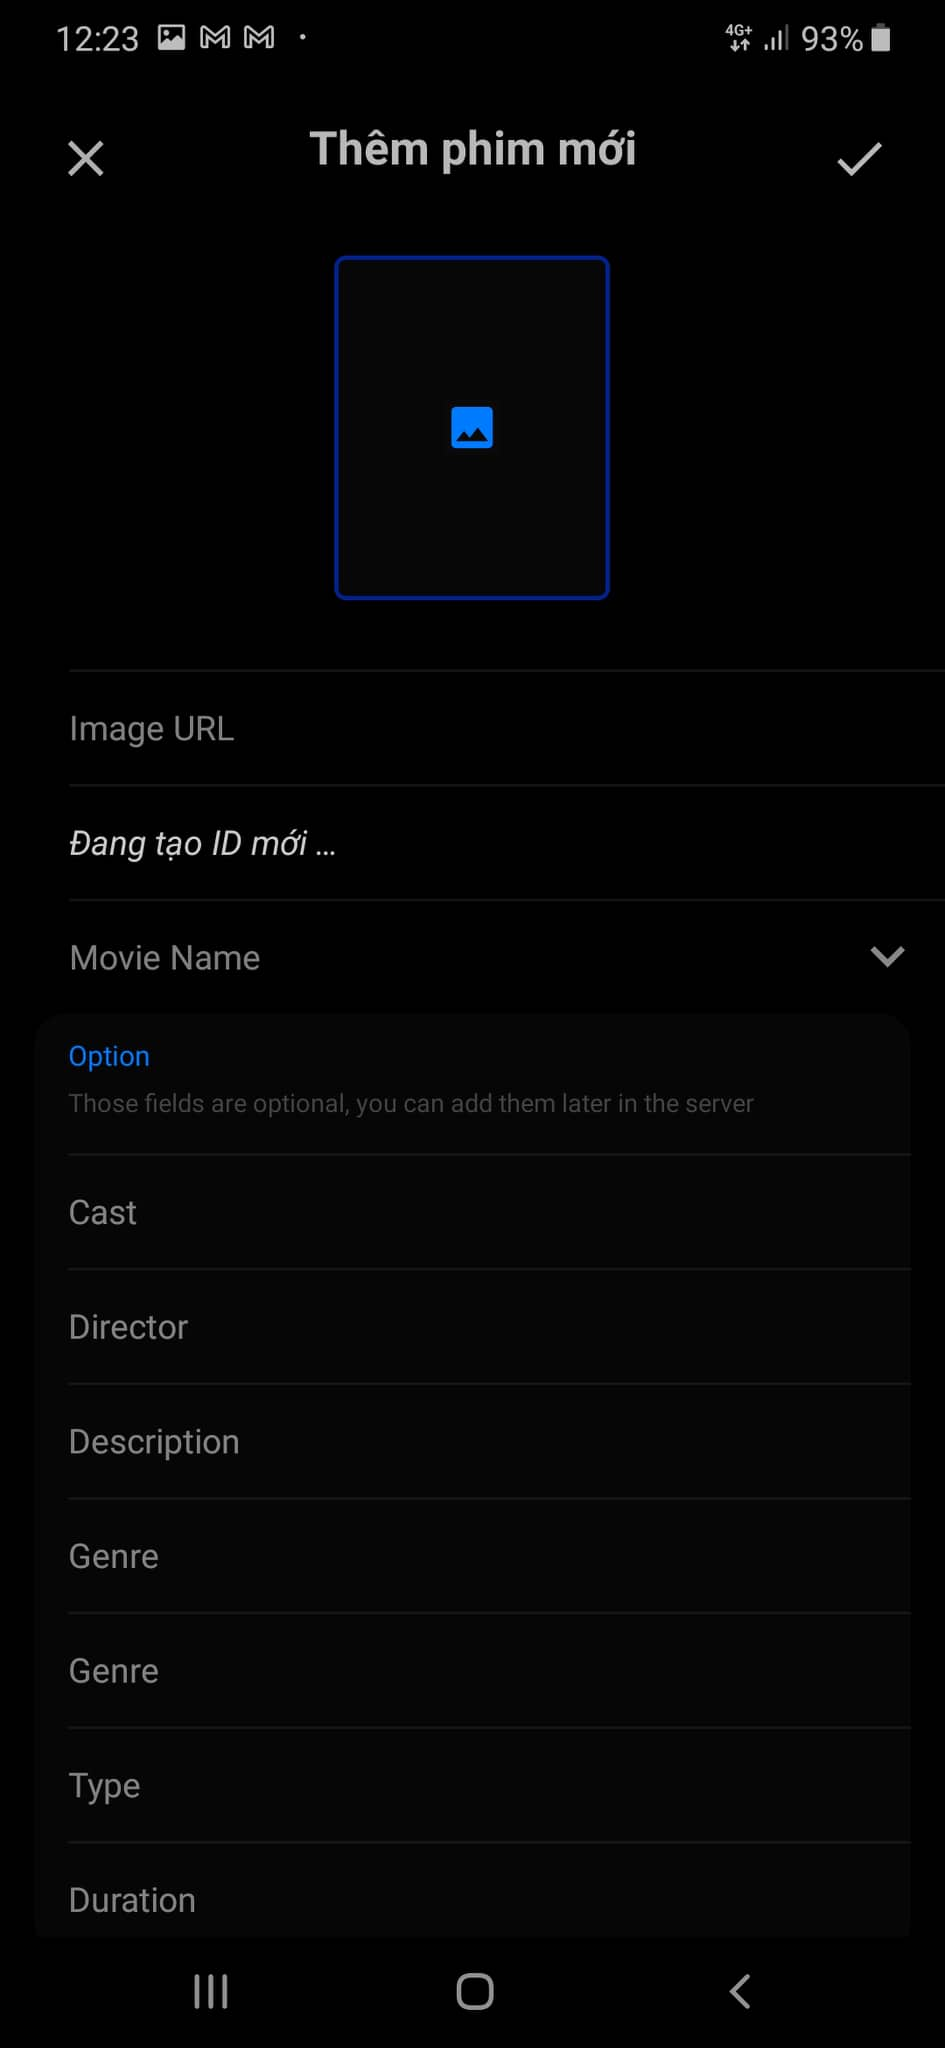 12:23
4G+
93%
Thêm phim mới
Image URL
Đang tạo ID mới ...
Movie Name
Option
Those fields are optional, you can add them later in the server
Cast
Director
Description
Genre
Genre
Type
Duration